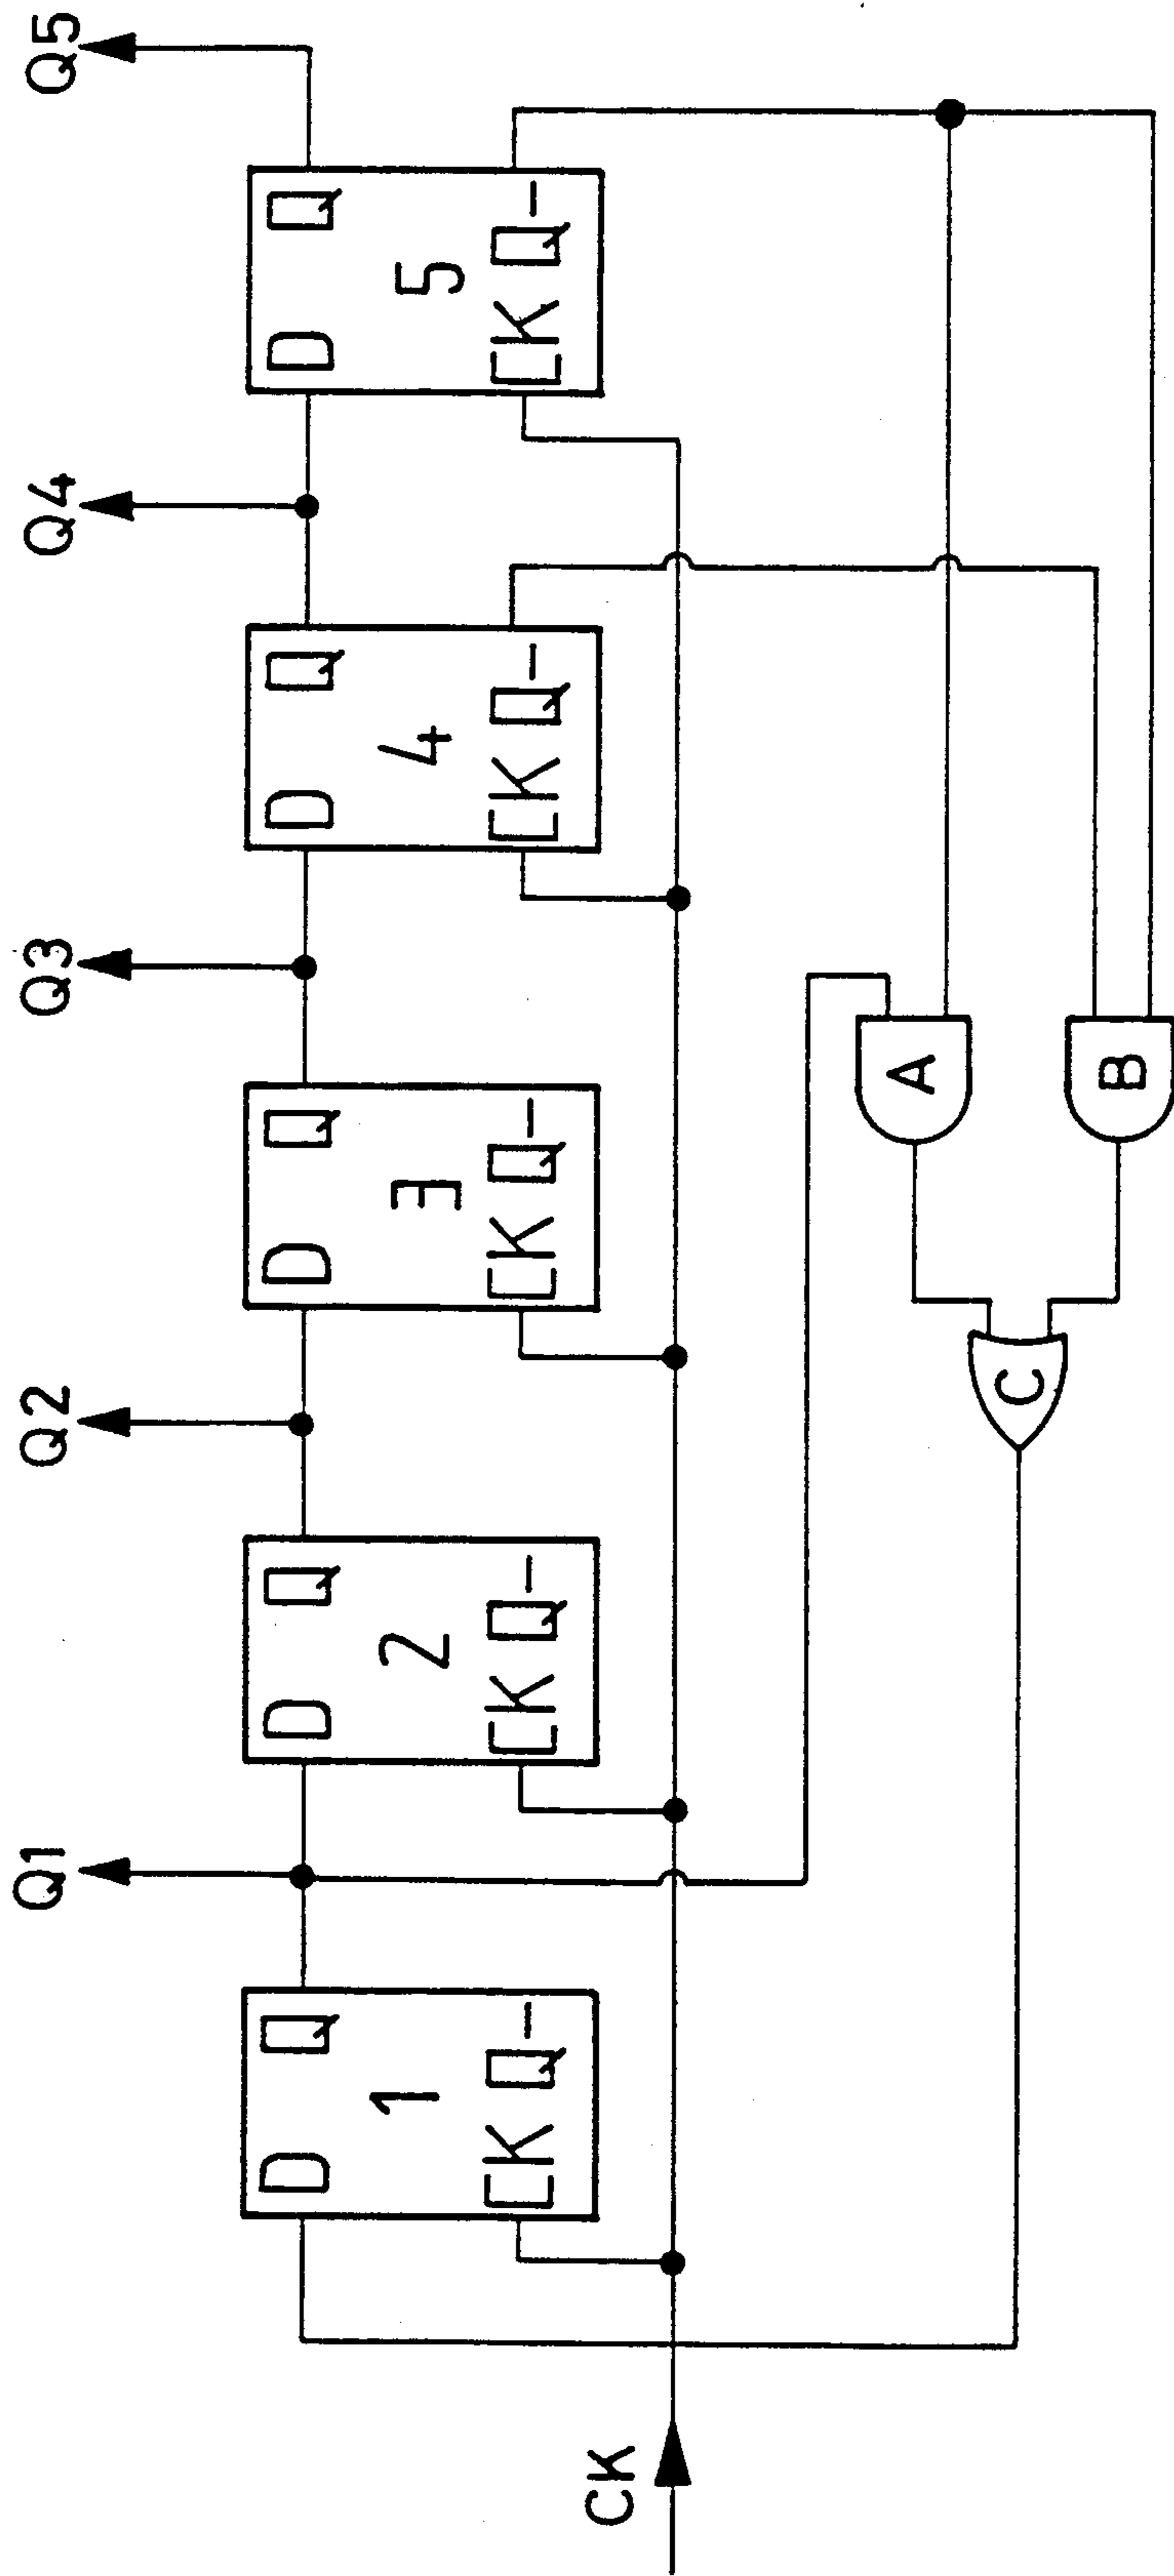 Q1 Q2 Q3 Q4 Q5
D Q D Q D Q D Q D Q
1 2 3 4 5
CK Q̅ CK Q̅ CK Q̅ CK Q̅ CK Q̅
CK
A
C
B